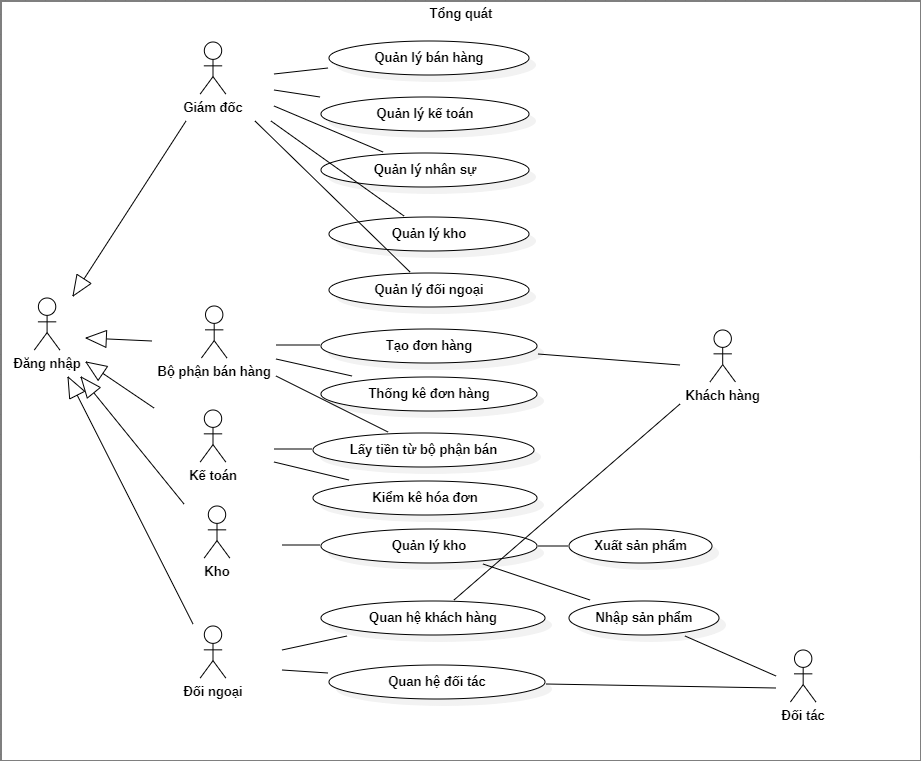 Tổng quát
Quản lý bán hàng
Giám đốc
Quản lý kế toán
Quản lý nhân sự
Quản lý kho
Quản lý đối ngoại
Tạo đơn hàng
Đăng nhập
Bộ phận bán hàng
Thống kê đơn hàng
Khách hàng
Lấy tiền từ bộ phận bán
Kế toán
Kiểm kê hóa đơn
Quản lý kho
Xuất sản phẩm
Kho
Quan hệ khách hàng
Nhập sản phẩm
Quan hệ đối tác
Đối ngoại
Đối tác